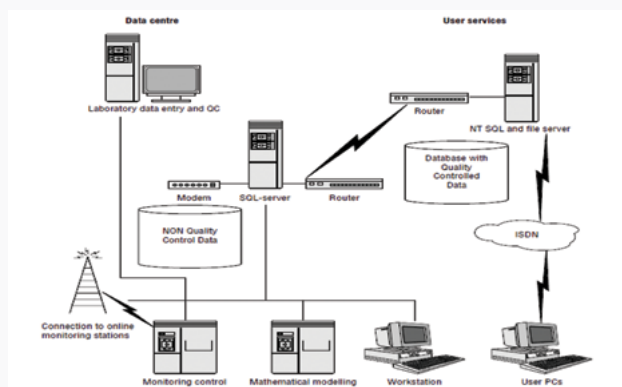 Data centre
User services
Laboratory data entry and QC
Router
NT SQL and file server
Database with
Quality
Controlled
Data
Modem
SQL-server
Router
NON Quality
Control Data
ISDN
Connection to online
monitoring stations
Monitoring control
Mathematical modelling
Workstation
User PCs